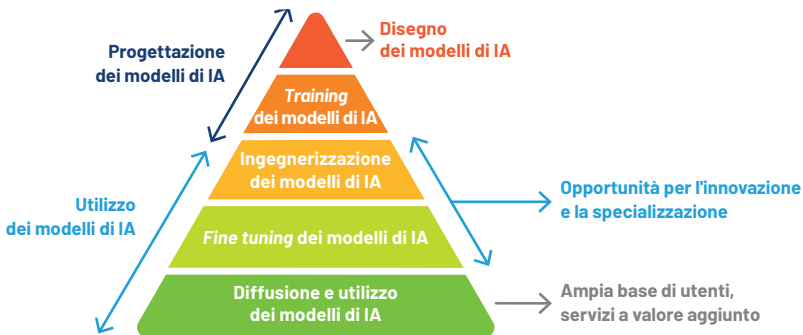 Disegno
dei modelli di IA
Progettazione
dei modelli di IA
Training
dei modelli di IA
Ingegnerizzazione
dei modelli di IA
Opportunità per l'innovazione
e la specializzazione
Utilizzo
dei modelli di IA
Fine tuning dei modelli di IA
Diffusione e utilizzo
dei modelli di IA
Ampia base di utenti,
servizi a valore aggiunto